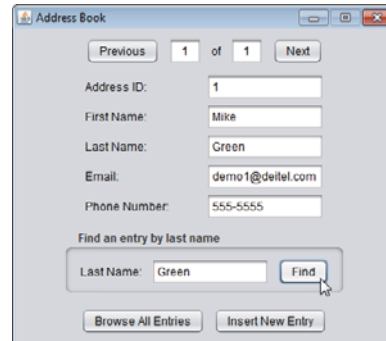 Address Book
Previous 1 of 1 Next
Address ID: 1
First Name: Mike
Last Name: Green
Email: demo1@deitel.com
Phone Number: 555-5555
Find an entry by last name
Last Name: Green Find
Browse All Entries Insert New Entry